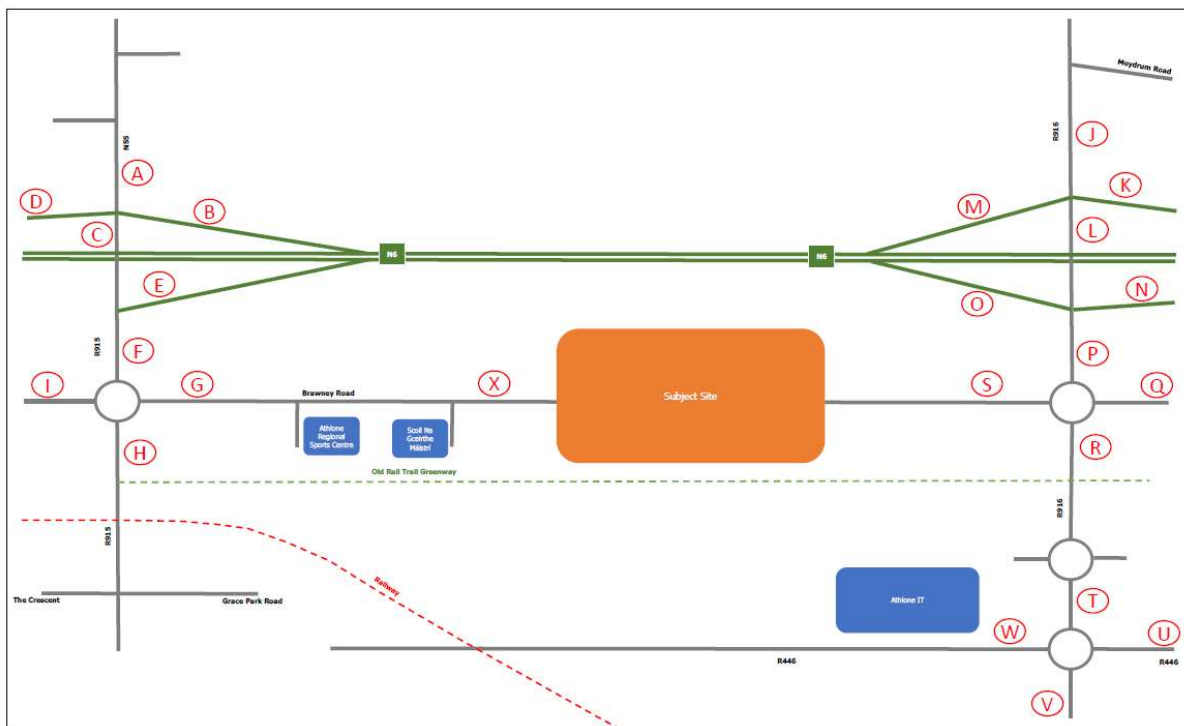 Moydrum Road
R916
J
N55
A
K
D
B
M
C
L
N6
N6
E
O
N
R915
F
P
I
G
Brawney Road
X
Subject Site
S
Q
Athlone
Regional
Sports Centre
Scoil Na
Gceithre
Máistrí
H
R
Old Rail Trail Greenway
R916
R915
Railway
The Crescent
Grace Park Road
Athlone IT
T
W
U
R446
R446
V